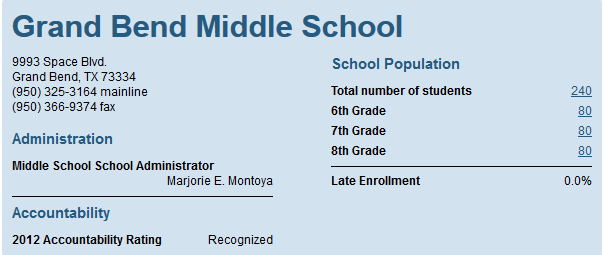 Grand Bend Middle School
9993 Space Blvd.
Grand Bend, TX 73334
(950) 325-3164 mainline
(950) 366-9374 fax
Administration
Middle School School Administrator
Marjorie E. Montoya
Accountability
2012 Accountability Rating Recognized
School Population
Total number of students 240
6th Grade 80
7th Grade 80
8th Grade 80
Late Enrollment 0.0%